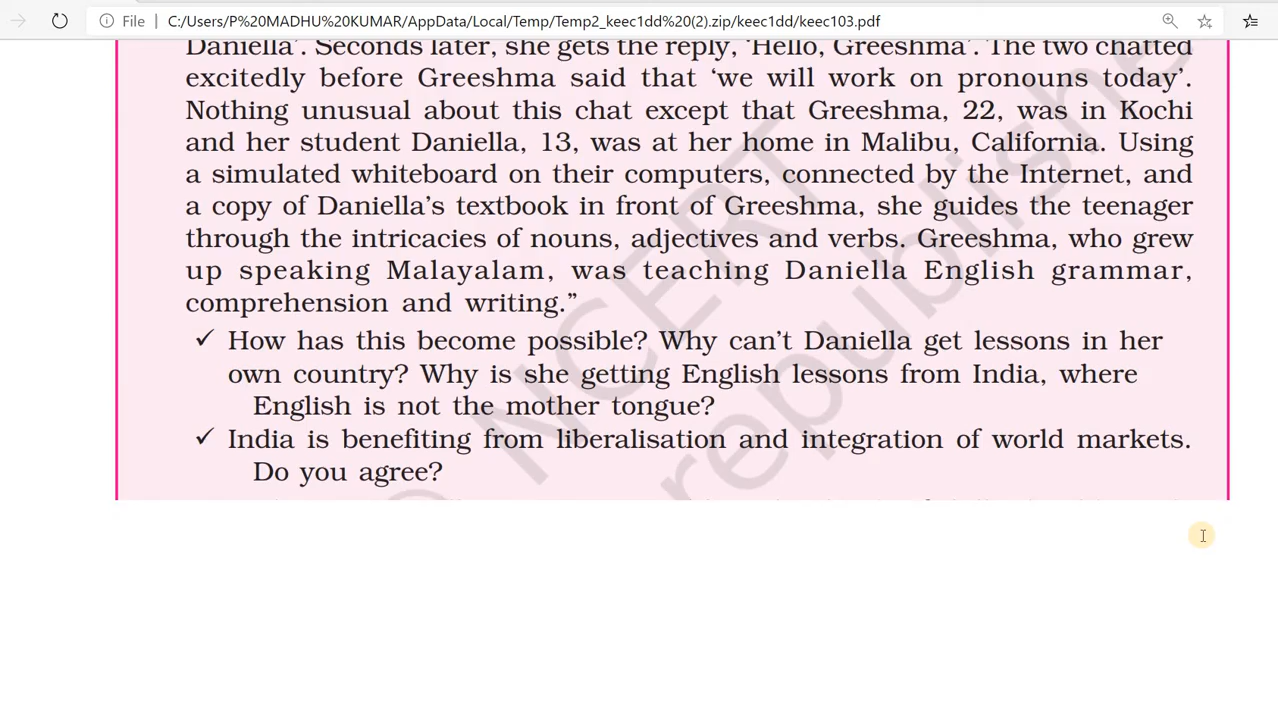 File | C:/Users/P%20MADHU%20KUMAR/AppData/Local/Temp/Temp2_keec1dd%20(2).zip/keec1dd/keec103.pdf
Daniella’. Seconds later, she gets the reply, ‘Hello, Greeshma’. The two chatted
excitedly before Greeshma said that ‘we will work on pronouns today’.
Nothing unusual about this chat except that Greeshma, 22, was in Kochi
and her student Daniella, 13, was at her home in Malibu, California. Using
a simulated whiteboard on their computers, connected by the Internet, and
a copy of Daniella’s textbook in front of Greeshma, she guides the teenager
through the intricacies of nouns, adjectives and verbs. Greeshma, who grew
up speaking Malayalam, was teaching Daniella English grammar,
comprehension and writing.”
✓ How has this become possible? Why can’t Daniella get lessons in her
own country? Why is she getting English lessons from India, where
English is not the mother tongue?
✓ India is benefiting from liberalisation and integration of world markets.
Do you agree?
© NCERT
republishe